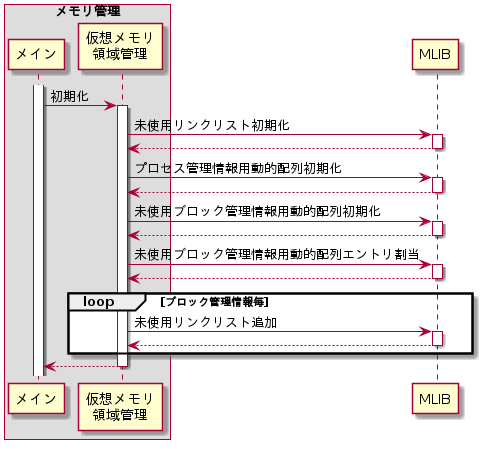 メモリ管理
メイン
仮想メモリ
領域管理
MLIB
初期化
未使用リンクリスト初期化
プロセス管理情報用動的配列初期化
未使用ブロック管理情報用動的配列初期化
未使用ブロック管理情報用動的配列エントリ割当
loop [ブロック管理情報毎]
未使用リンクリスト追加
メイン
仮想メモリ
領域管理
MLIB